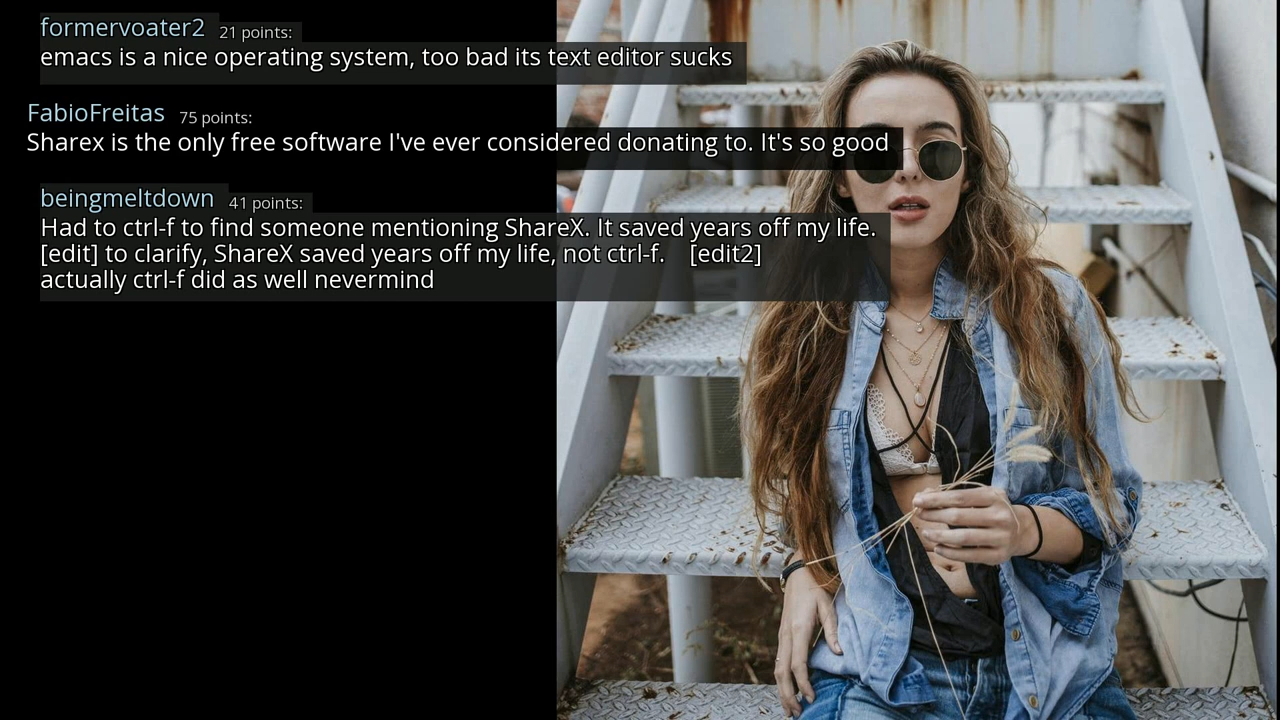 formervoater2 21 points:
emacs is a nice operating system, too bad its text editor sucks
FabioFreitas 75 points:
Sharex is the only free software I've ever considered donating to. It's so good
beingmeltdown 41 points:
Had to ctrl-f to find someone mentioning ShareX. It saved years off my life.
[edit] to clarify, ShareX saved years off my life, not ctrl-f. [edit2]
actually ctrl-f did as well nevermind